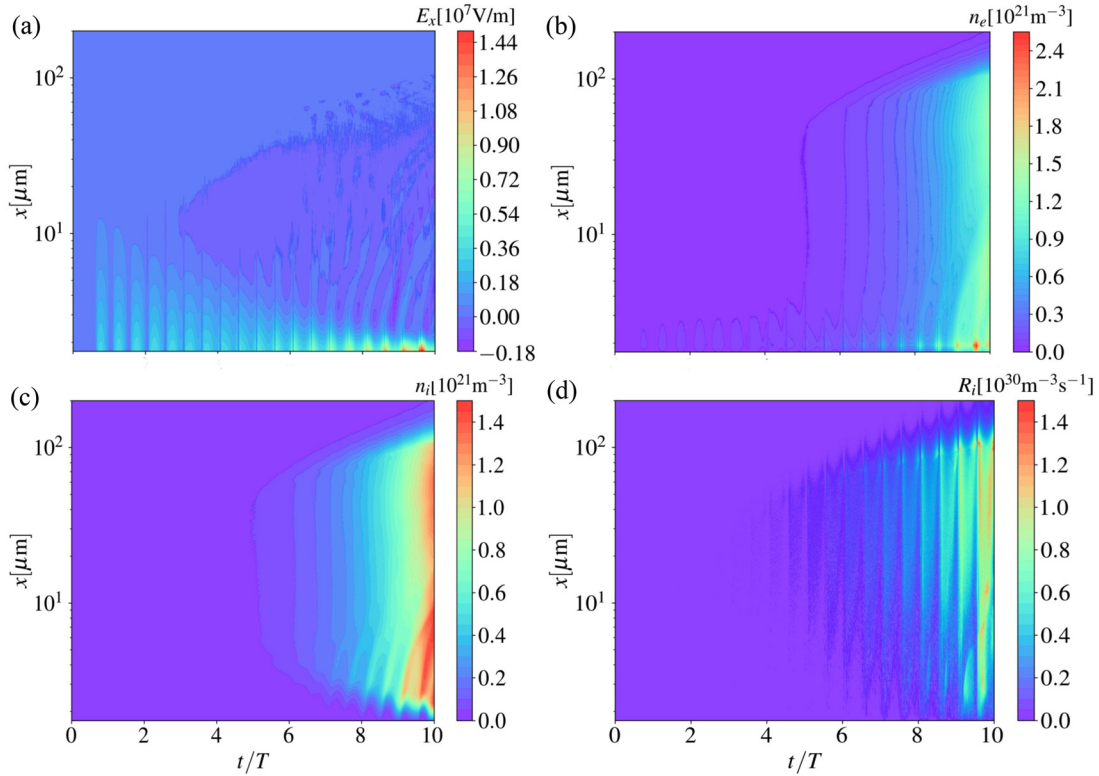 (a)
E_x[10^7V/m]
1.44
1.26
1.08
0.90
0.72
0.54
0.36
0.18
0.00
−0.18
x[μm]
10^2
10^1
(b)
n_e[10^21m^−3]
2.4
2.1
1.8
1.5
1.2
0.9
0.6
0.3
0.0
x[μm]
10^2
10^1
(c)
n_i[10^21m^−3]
1.4
1.2
1.0
0.8
0.6
0.4
0.2
0.0
x[μm]
10^2
10^1
0 2 4 6 8 10
t/T
(d)
R_i[10^30m^−3s^−1]
1.4
1.2
1.0
0.8
0.6
0.4
0.2
0.0
x[μm]
10^2
10^1
0 2 4 6 8 10
t/T